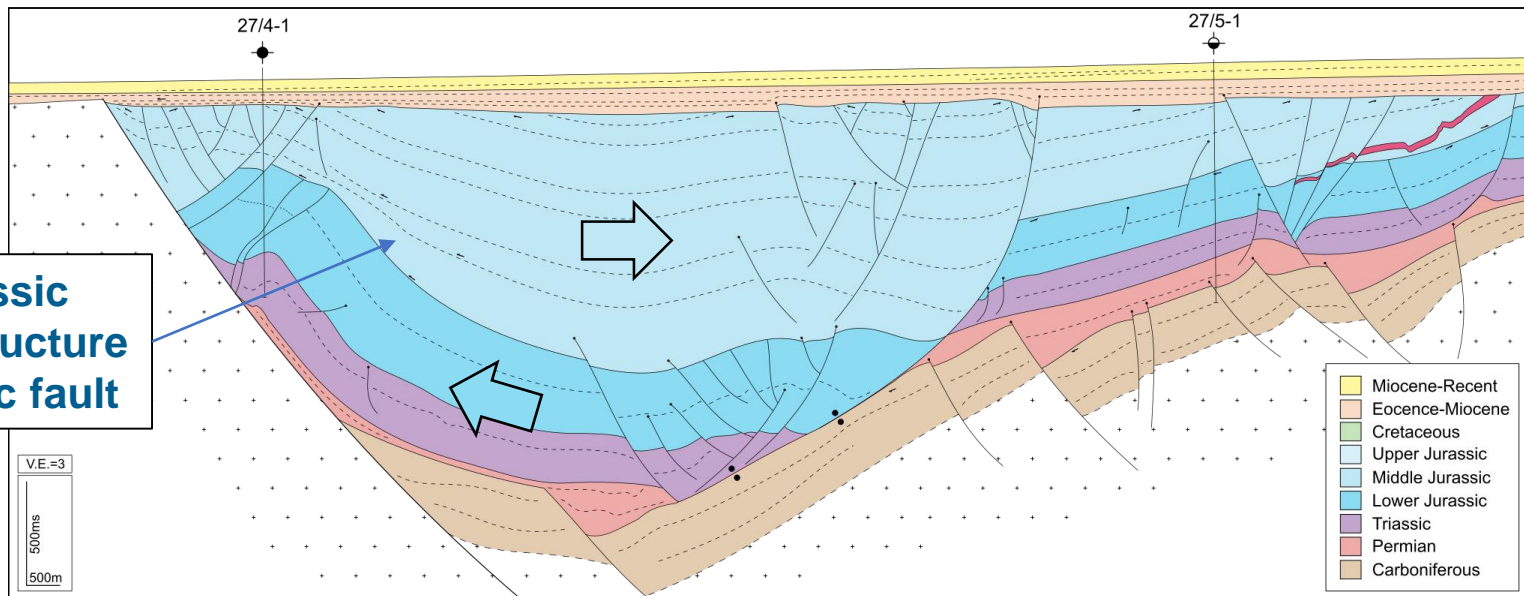 27/4-1
27/5-1
ssic
ucture
c fault
V.E.=3
500ms
500m
Miocene-Recent
Eocence-Miocene
Cretaceous
Upper Jurassic
Middle Jurassic
Lower Jurassic
Triassic
Permian
Carboniferous